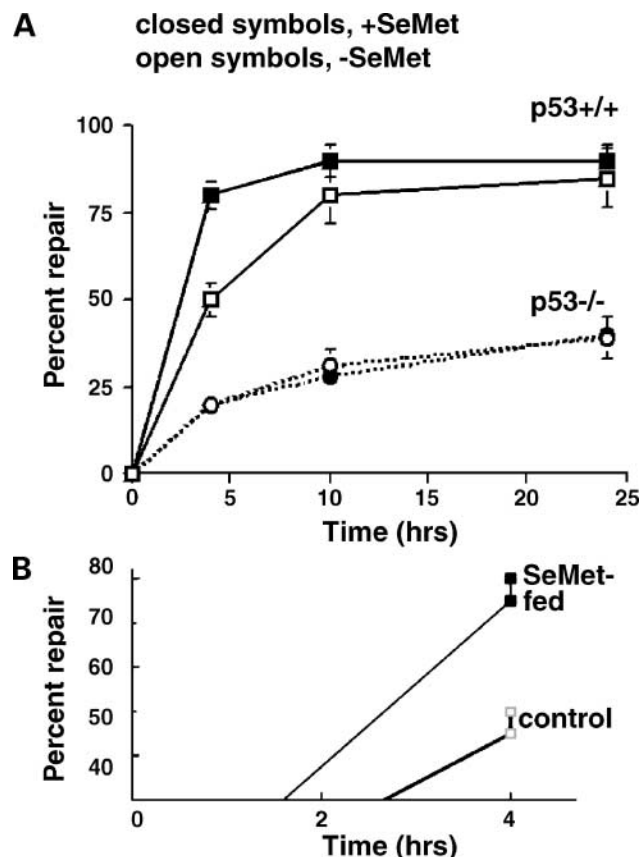 A
closed symbols, +SeMet
open symbols, -SeMet
p53+/+
100
75
50
25
0
Percent repair
p53-/-
0 5 10 15 20 25
Time (hrs)
B
80
70
60
50
40
Percent repair
SeMet-
fed
control
0 2 4
Time (hrs)